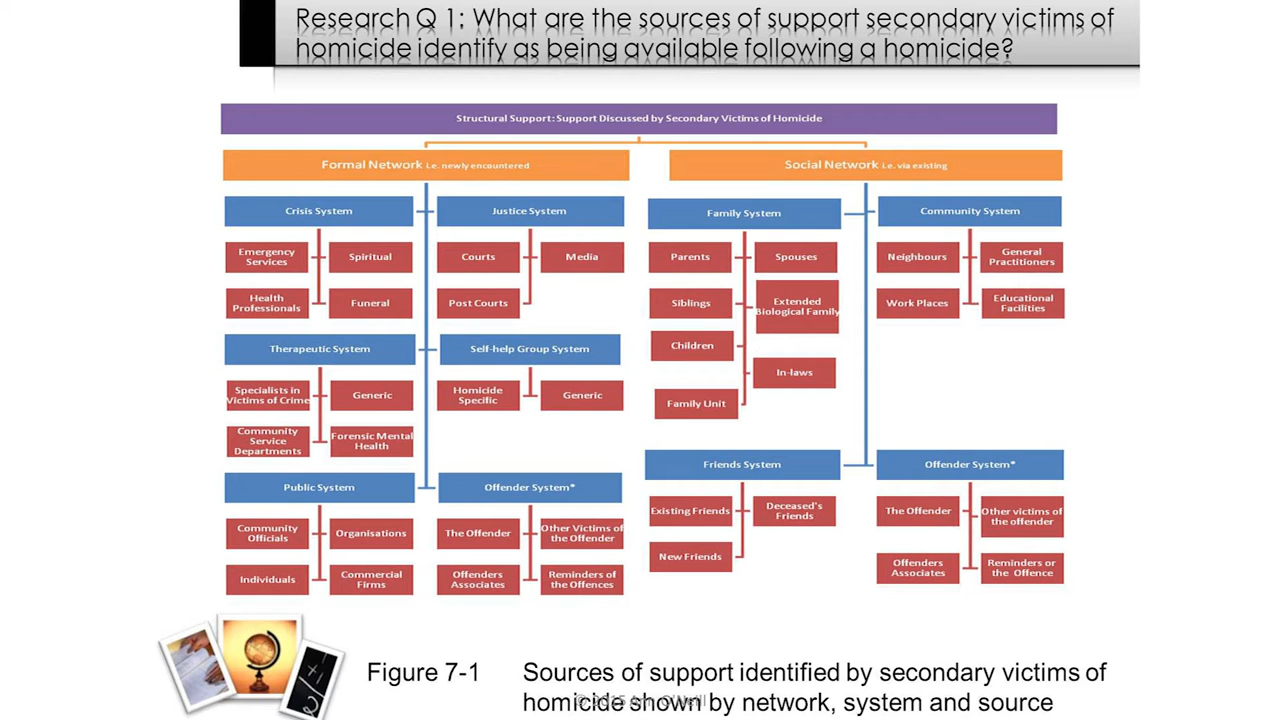 Research Q 1: What are the sources of support secondary victims of
homicide identify as being available following a homicide?
Structural Support: Support Discussed by Secondary Victims of Homicide
Formal Network i.e. newly encountered
Social Network i.e. via existing
Crisis System
Justice System
Family System
Community System
Emergency
Services
Spiritual
Courts
Media
Parents
Spouses
Neighbours
General
Practitioners
Health
Professionals
Funeral
Post Courts
Siblings
Extended
Biological Family
Work Places
Educational
Facilities
Children
Therapeutic System
Self-help Group System
In-laws
Specialists in
Victims of Crime
Generic
Homicide
Specific
Generic
Family Unit
Community
Service
Departments
Forensic Mental
Health
Friends System
Offender System*
Public System
Offender System*
Existing Friends
Deceased's
Friends
The Offender
Other victims of
the offender
Community
Officials
Organisations
The Offender
Other Victims of
the Offender
New Friends
Offenders
Associates
Reminders or
the Offence
Individuals
Commercial
Firms
Offenders
Associates
Reminders of
the Offences
Figure 7-1
Sources of support identified by secondary victims of
homicide shown by network, system and source
© 2015 Ann O'Neill